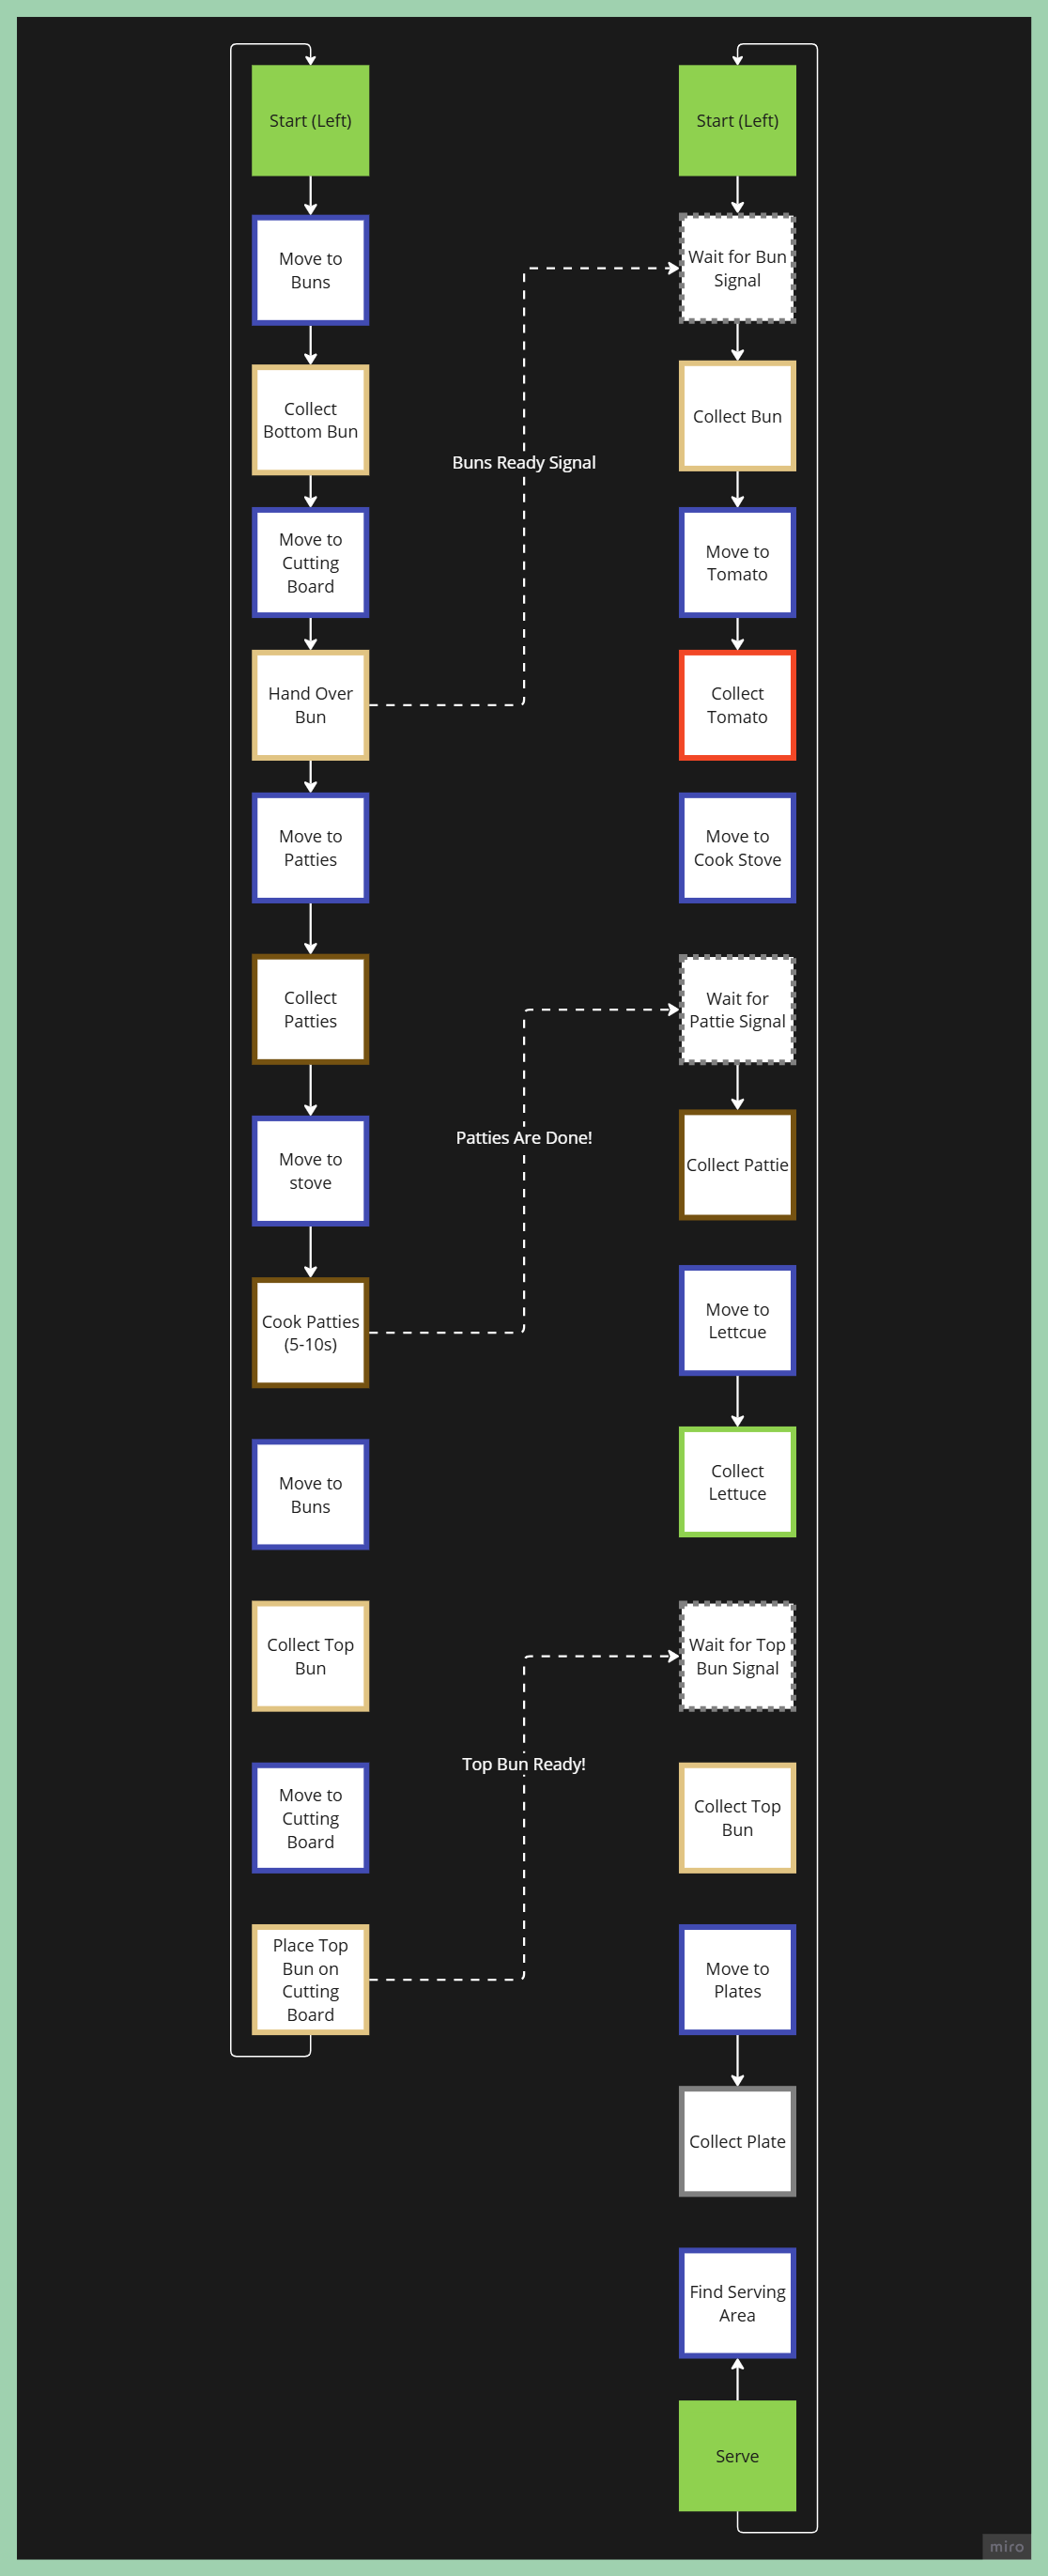 Start (Left)
Move to
Buns
Collect
Bottom Bun
Move to
Cutting
Board
Hand Over
Bun
Move to
Patties
Collect
Patties
Move to
stove
Cook Patties
(5-10s)
Move to
Buns
Collect Top
Bun
Move to
Cutting
Board
Place Top
Bun on
Cutting
Board
Buns Ready Signal
Patties Are Done!
Top Bun Ready!
Start (Left)
Wait for Bun
Signal
Collect Bun
Move to
Tomato
Collect
Tomato
Move to
Cook Stove
Wait for
Pattie Signal
Collect Pattie
Move to
Lettcue
Collect
Lettuce
Wait for Top
Bun Signal
Collect Top
Bun
Move to
Plates
Collect Plate
Find Serving
Area
Serve
miro